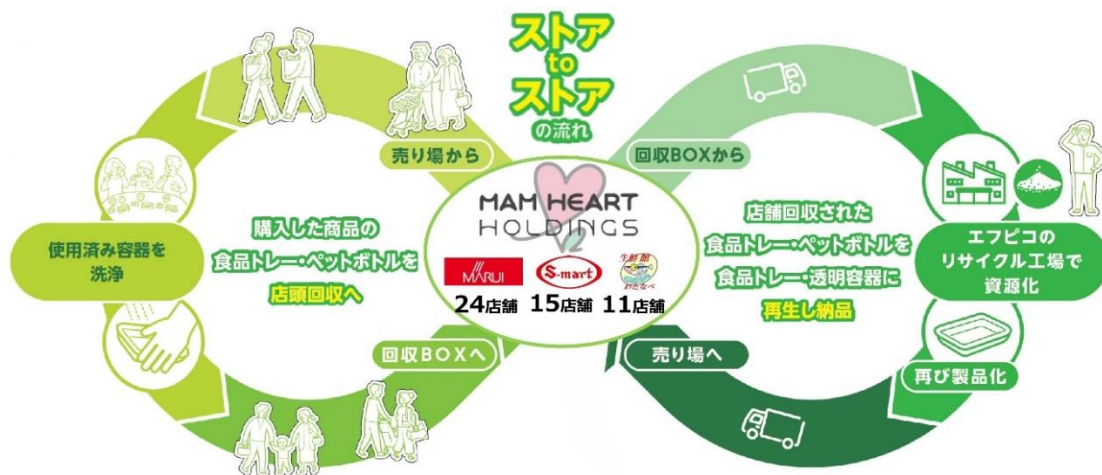 ストア
to
ストア
の流れ
売り場から
回収BOXから
MAM HEART
HOLDINGS
MARUI
S-mart
生鮮館
わたなべ
24店舗
15店舗
11店舗
購入した商品の
食品トレー・ペットボトルを
店頭回収へ
使用済み容器を
洗浄
回収BOXへ
店舗回収された
食品トレー・ペットボトルを
食品トレー・透明容器に
再生し納品
エフピコの
リサイクル工場で
資源化
再び製品化
売り場へ